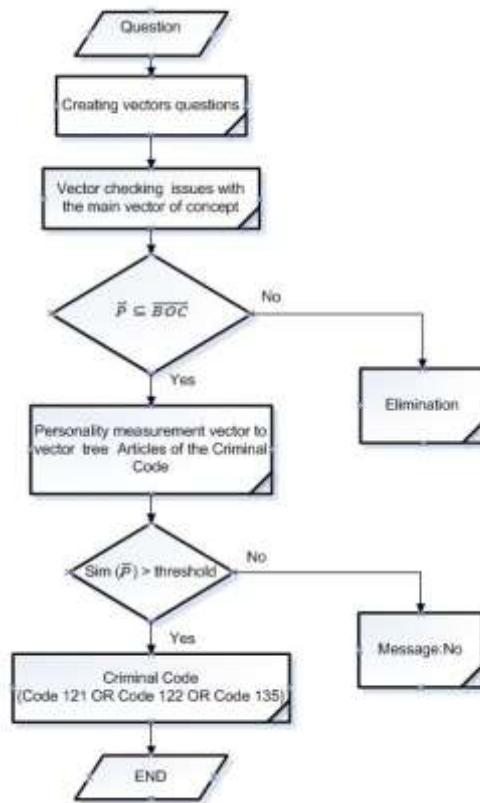 Question
Creating vectors questions
Vector checking issues with
the main vector of concept
P⃗ ⊆ B⃗O⃗C⃗
No
Yes
Elimination
Personality measurement vector to
vector tree Articles of the Criminal
Code
Sim (P⃗) > threshold
No
Yes
Message:No
Criminal Code
(Code 121 OR Code 122 OR Code 135)
END